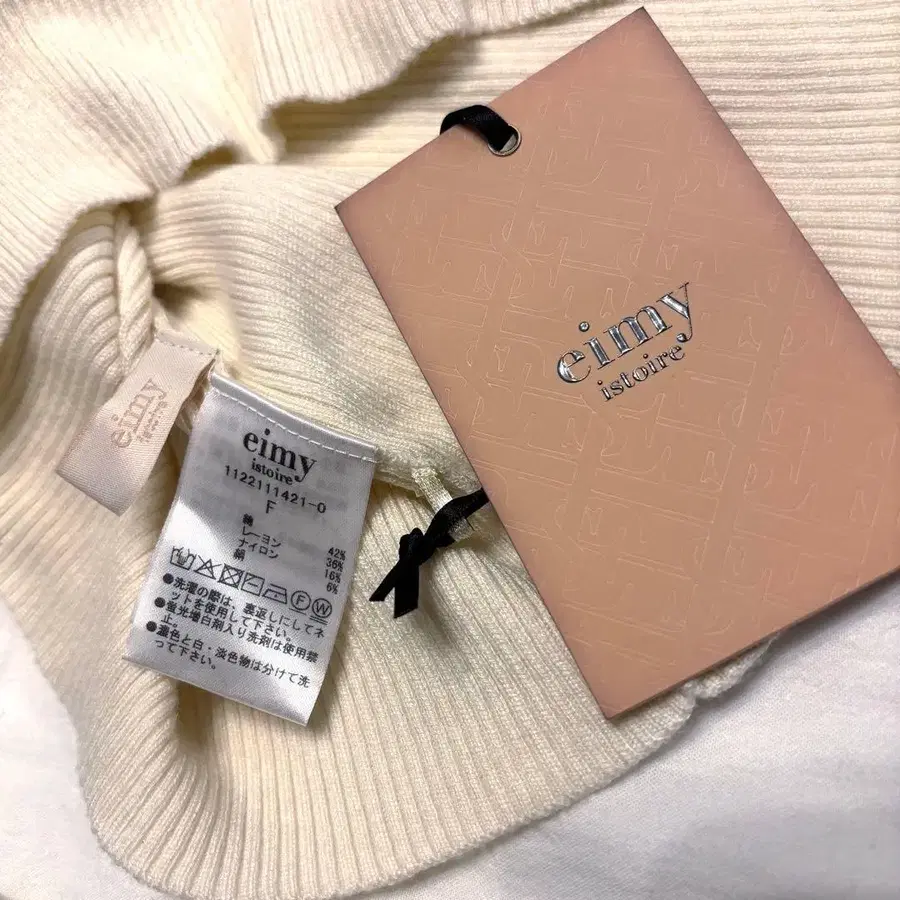 eimy
istoire
eimy
eimy
istoire
1122111421-0
F
綿 42%
レーヨン 36%
ナイロン 16%
絹 6%
F W
●洗濯の際は、裏返しにしてネ
ットを使用して下さい。
●蛍光増白剤入り洗剤は使用禁
止。
●濃色と白・淡色物は分けて洗
って下さい。